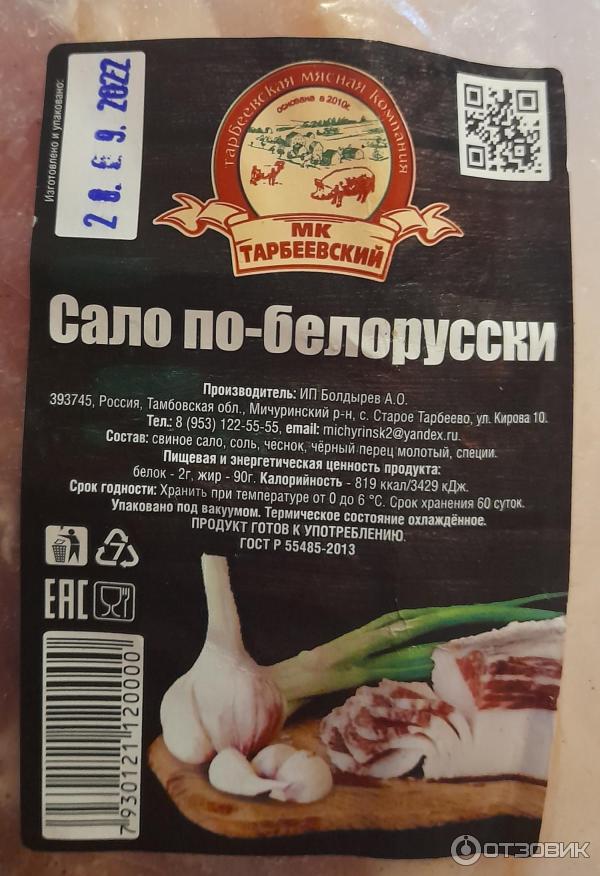 Изготовлено и упаковано:
28.09.2022
тарбеевская мясная компания
основана в 2010г.
МК
ТАРБЕЕВСКИЙ
Сало по-белорусски
Производитель: ИП Болдырев А.О.
393745, Россия, Тамбовская обл., Мичуринский р-н, с. Старое Тарбеево, ул. Кирова 10.
Тел.: 8 (953) 122-55-55, email: michyrinsk2@yandex.ru.
Состав: свиное сало, соль, чеснок, чёрный перец молотый, специи.
Пищевая и энергетическая ценность продукта:
белок - 2г, жир - 90г. Калорийность - 819 ккал/3429 кДж.
Срок годности: Хранить при температуре от 0 до 6 °С. Срок хранения 60 суток.
Упаковано под вакуумом. Термическое состояние охлаждённое.
ПРОДУКТ ГОТОВ К УПОТРЕБЛЕНИЮ.
ГОСТ Р 55485-2013
7
ЕАС
7930121120000
ОТЗОВИК